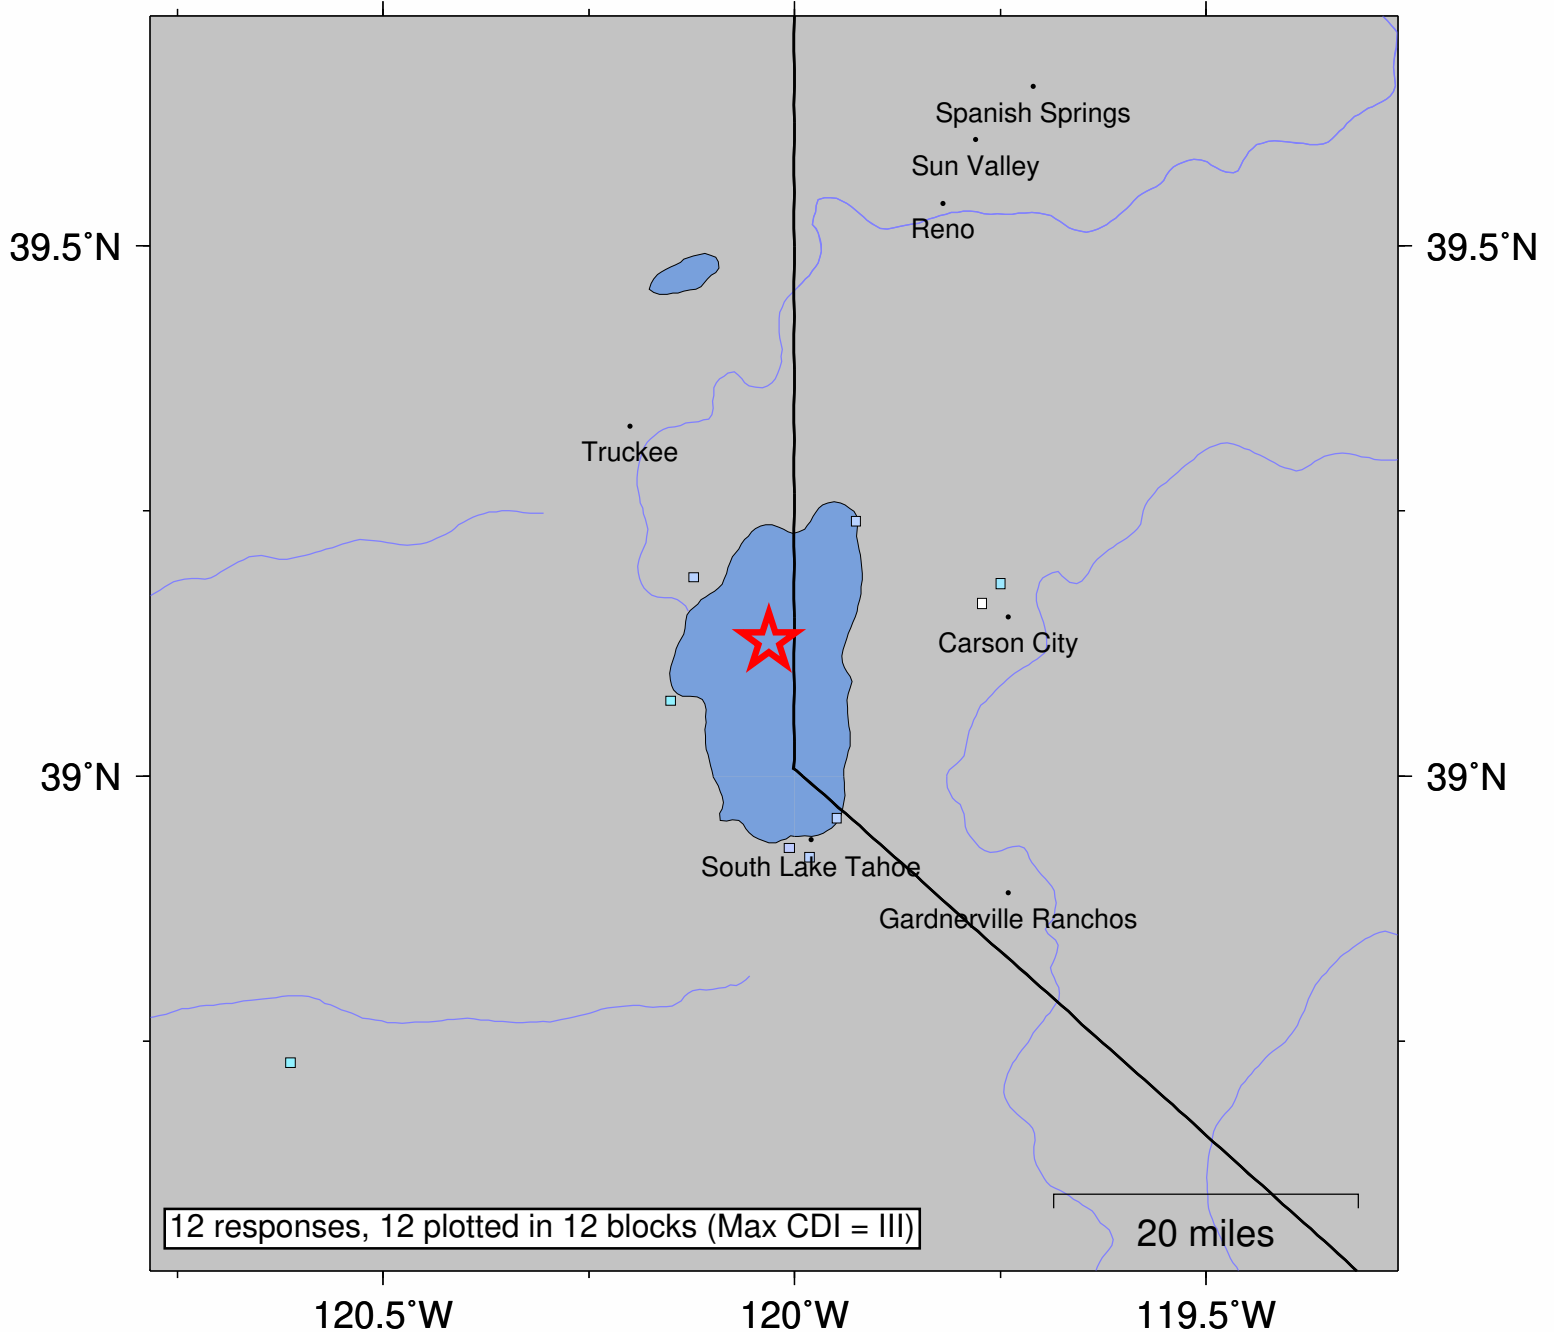 Spanish Springs
Sun Valley
Reno
39.5˚N
39.5˚N
Truckee
Carson City
39˚N
39˚N
South Lake Tahoe
Gardnerville Ranchos
12 responses, 12 plotted in 12 blocks (Max CDI = III)
20 miles
120.5˚W
120˚W
119.5˚W